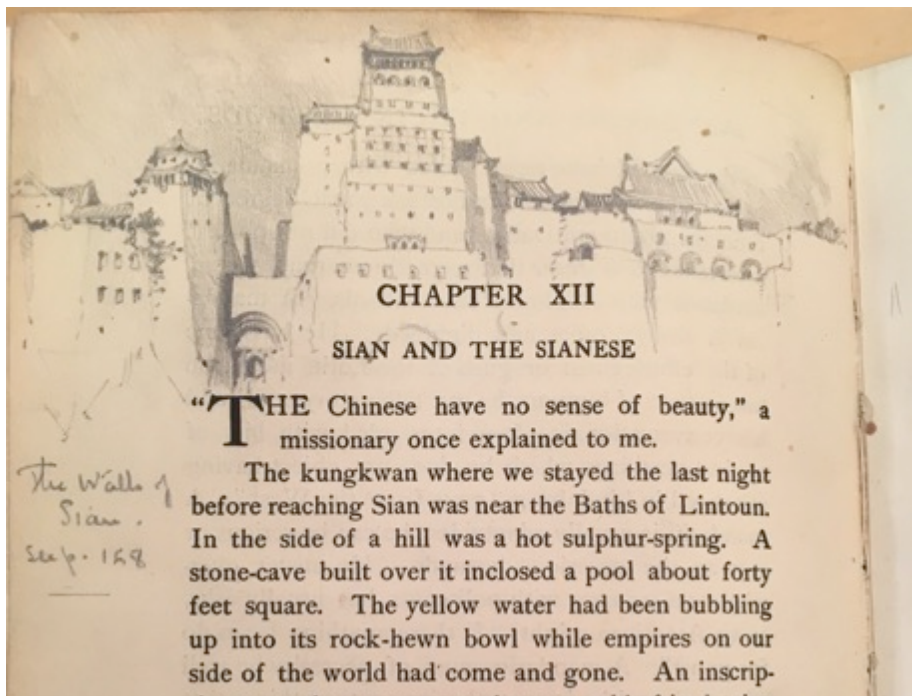 CHAPTER XII
SIAN AND THE SIANESE
“THE Chinese have no sense of beauty,” a
missionary once explained to me.
The kungkwan where we stayed the last night
before reaching Sian was near the Baths of Lintoun.
In the side of a hill was a hot sulphur-spring. A
stone-cave built over it inclosed a pool about forty
feet square. The yellow water had been bubbling
up into its rock-hewn bowl while empires on our
side of the world had come and gone. An inscrip-
The Walls of
Sian.
see p. 168